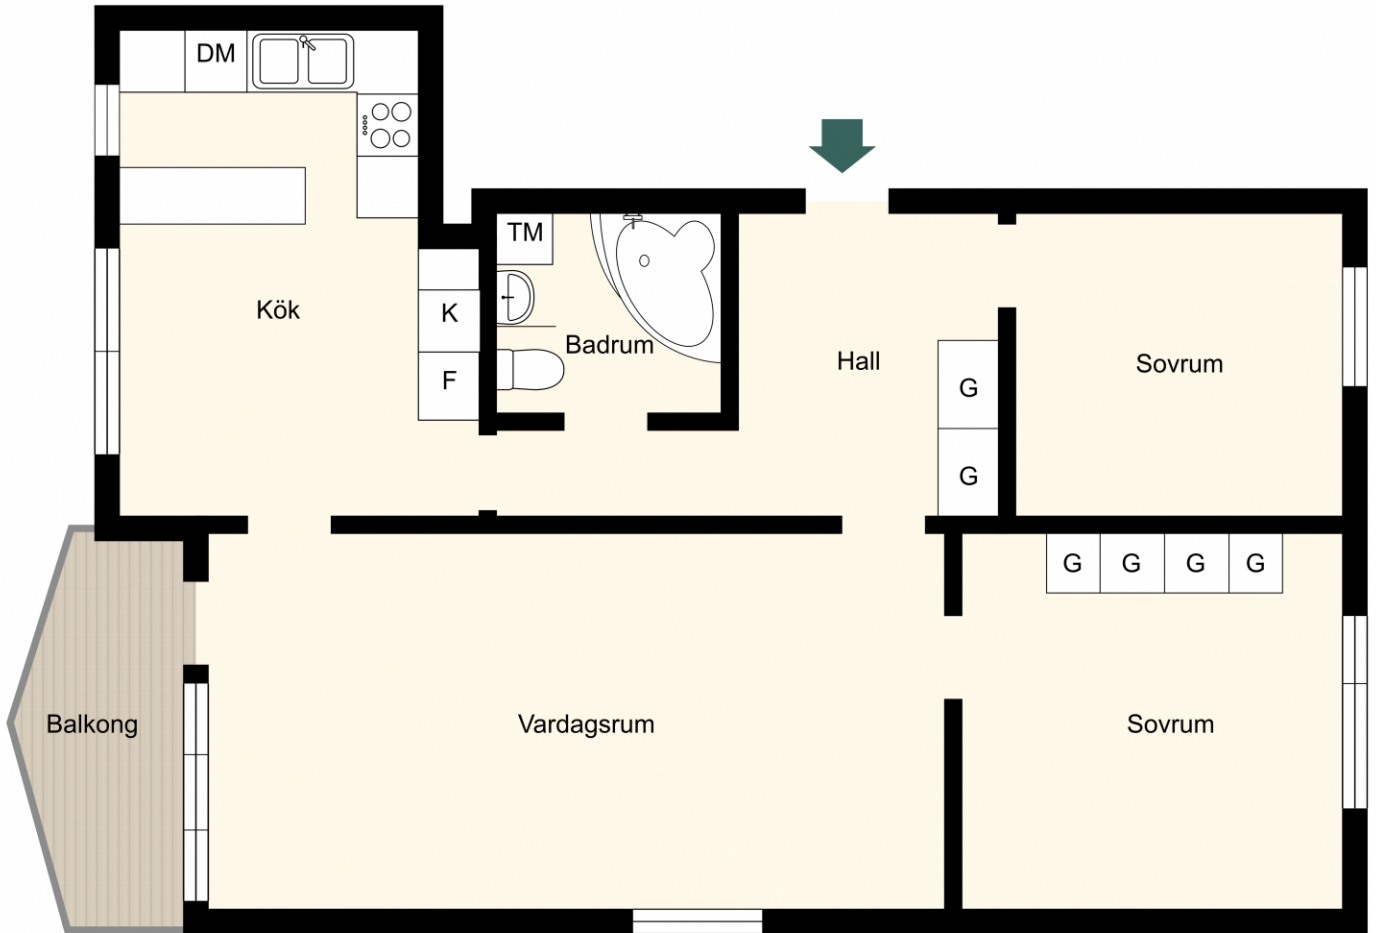 DM
TM
Kök
K
Badrum
Hall
Sovrum
F
G
G
G
G
G
G
Balkong
Vardagsrum
Sovrum